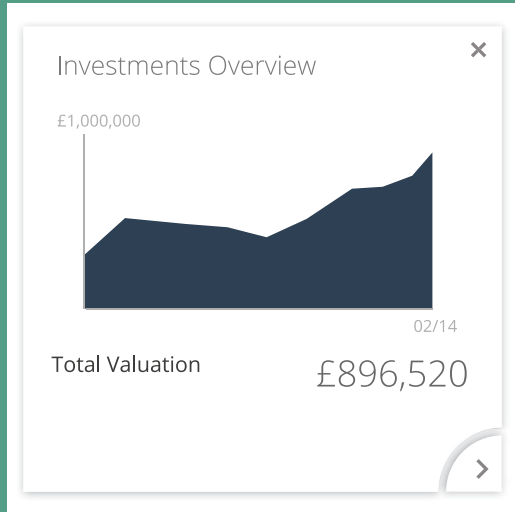 Investments Overview
£1,000,000
02/14
Total Valuation
£896,520